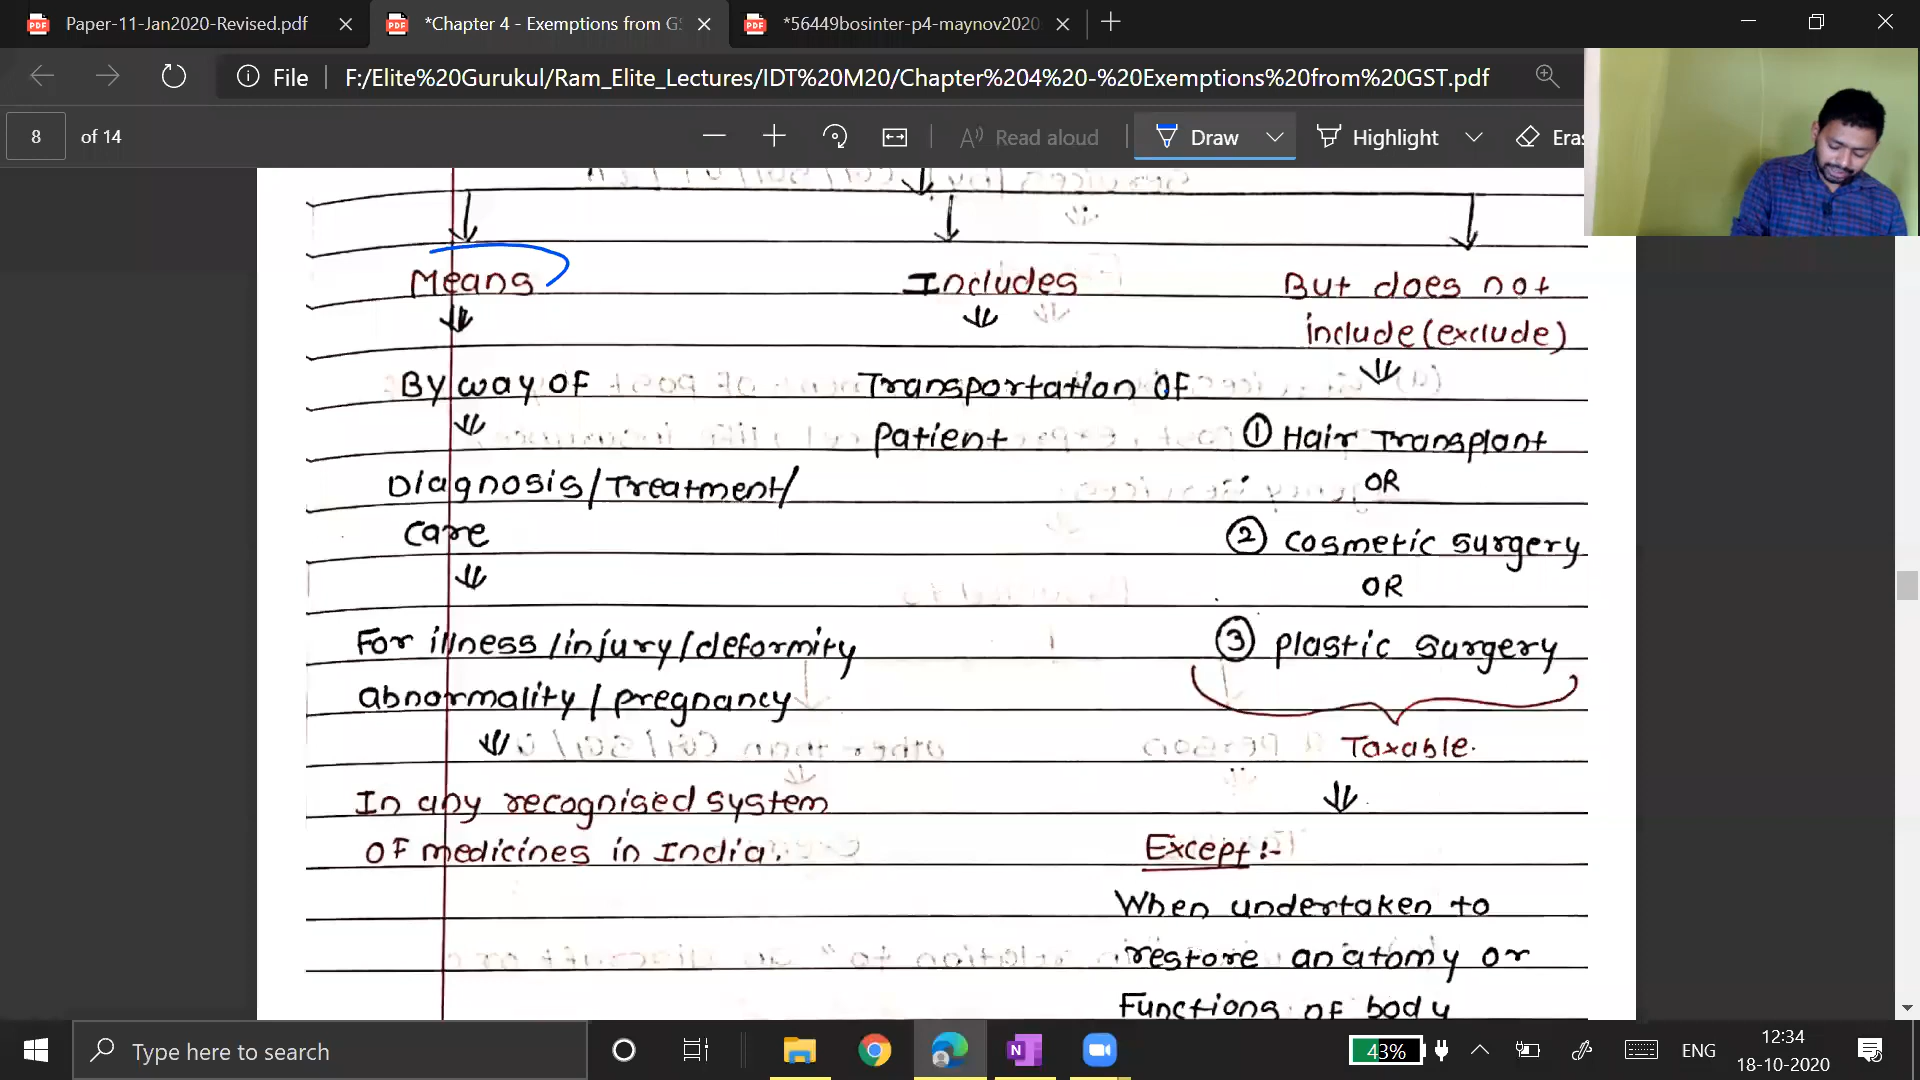 Paper-11-Jan2020-Revised.pdf
*Chapter 4 - Exemptions from GS
*56449bosinter-p4-maynov2020
File
F:/Elite%20Gurukul/Ram_Elite_Lectures/IDT%20M20/Chapter%204%20-%20Exemptions%20from%20GST.pdf
8 of 14
Read aloud
Draw
Highlight
Eras
Means
Includes
But does not
include (exclude)
By way of
Transportation of
Patient
① Hair Transplant
Diagnosis/Treatment/
OR
care
② cosmetic surgery
OR
For illness/injury/deformity
③ plastic surgery
abnormality/pregnancy
Taxable.
In any recognised system
of medicines in India.
Except :-
When undertaken to
restore anatomy or
Functions of body
Type here to search
43%
ENG
12:34
18-10-2020